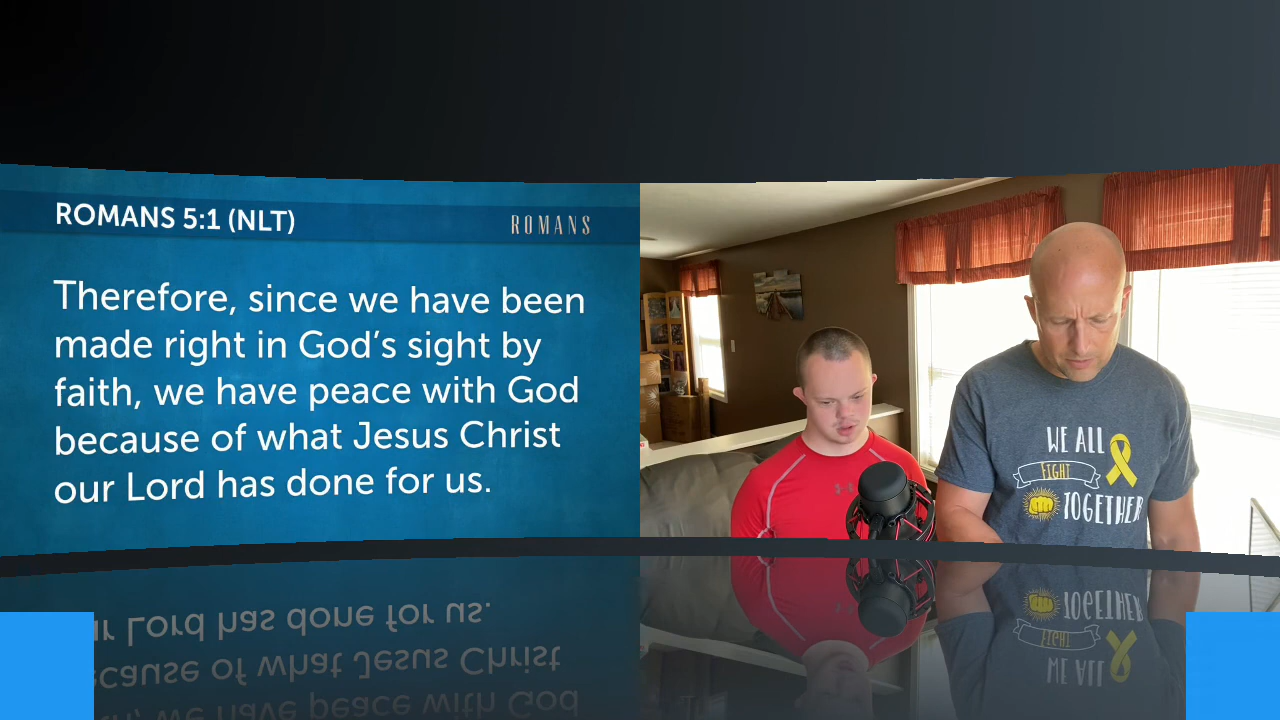 ROMANS 5:1 (NLT)
ROMANS
Therefore, since we have been
made right in God's sight by
faith, we have peace with God
because of what Jesus Christ
our Lord has done for us.
WE ALL
FIGHT
TOGETHER